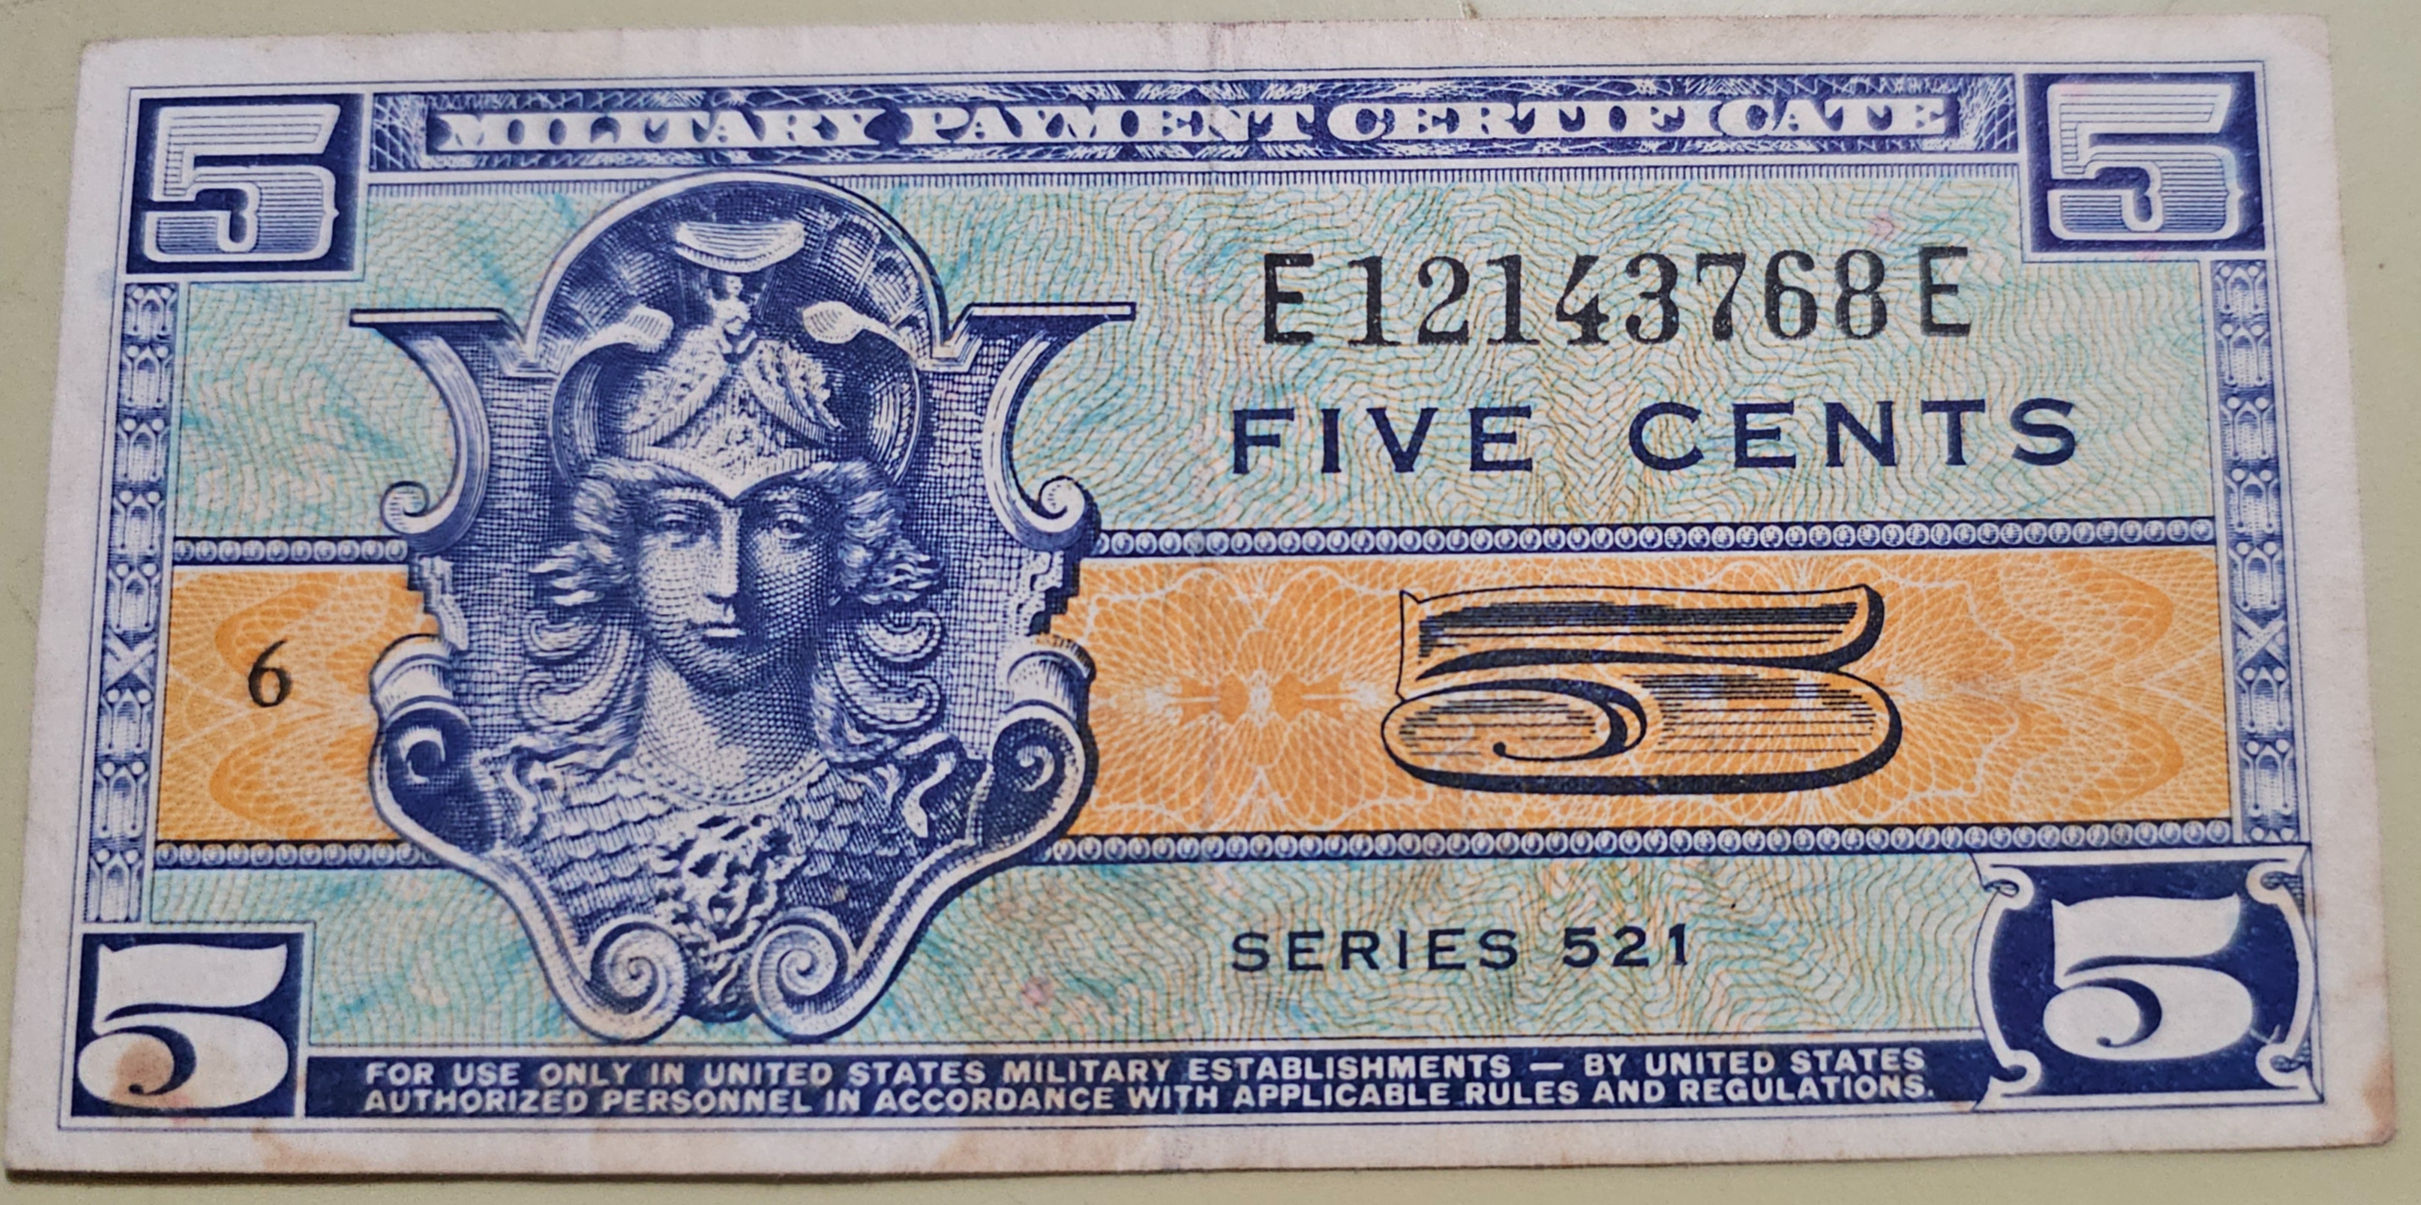 5 MILITARY PAYMENT CERTIFICATE 5
E12143768E
FIVE CENTS
6 5
SERIES 521
5 5
FOR USE ONLY IN UNITED STATES MILITARY ESTABLISHMENTS — BY UNITED STATES
AUTHORIZED PERSONNEL IN ACCORDANCE WITH APPLICABLE RULES AND REGULATIONS.